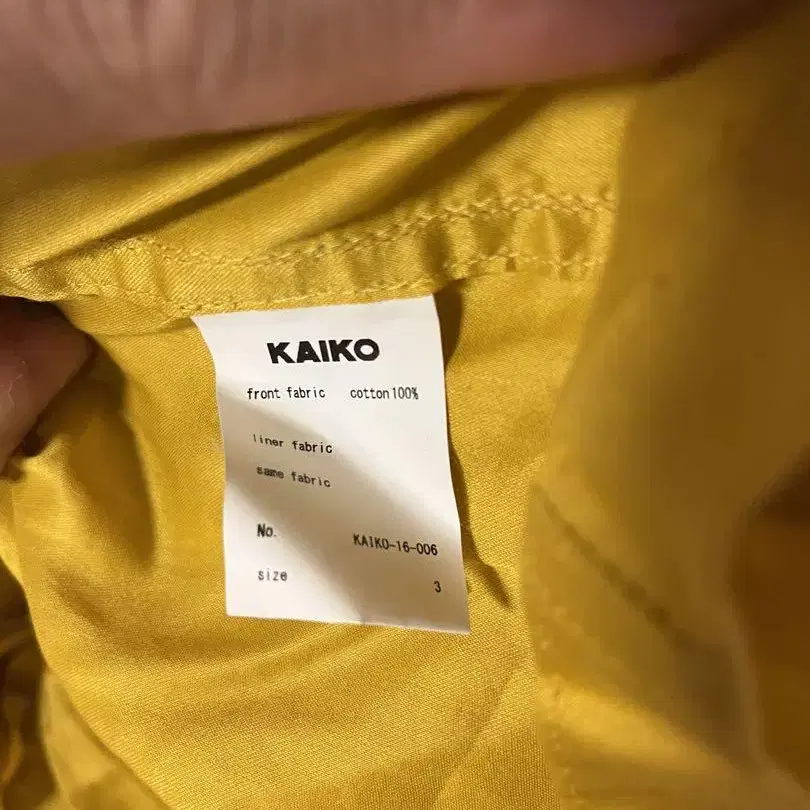 KAIKO
front fabric cotton100%
liner fabric
same fabric
No. KAIKO-16-006
size 3